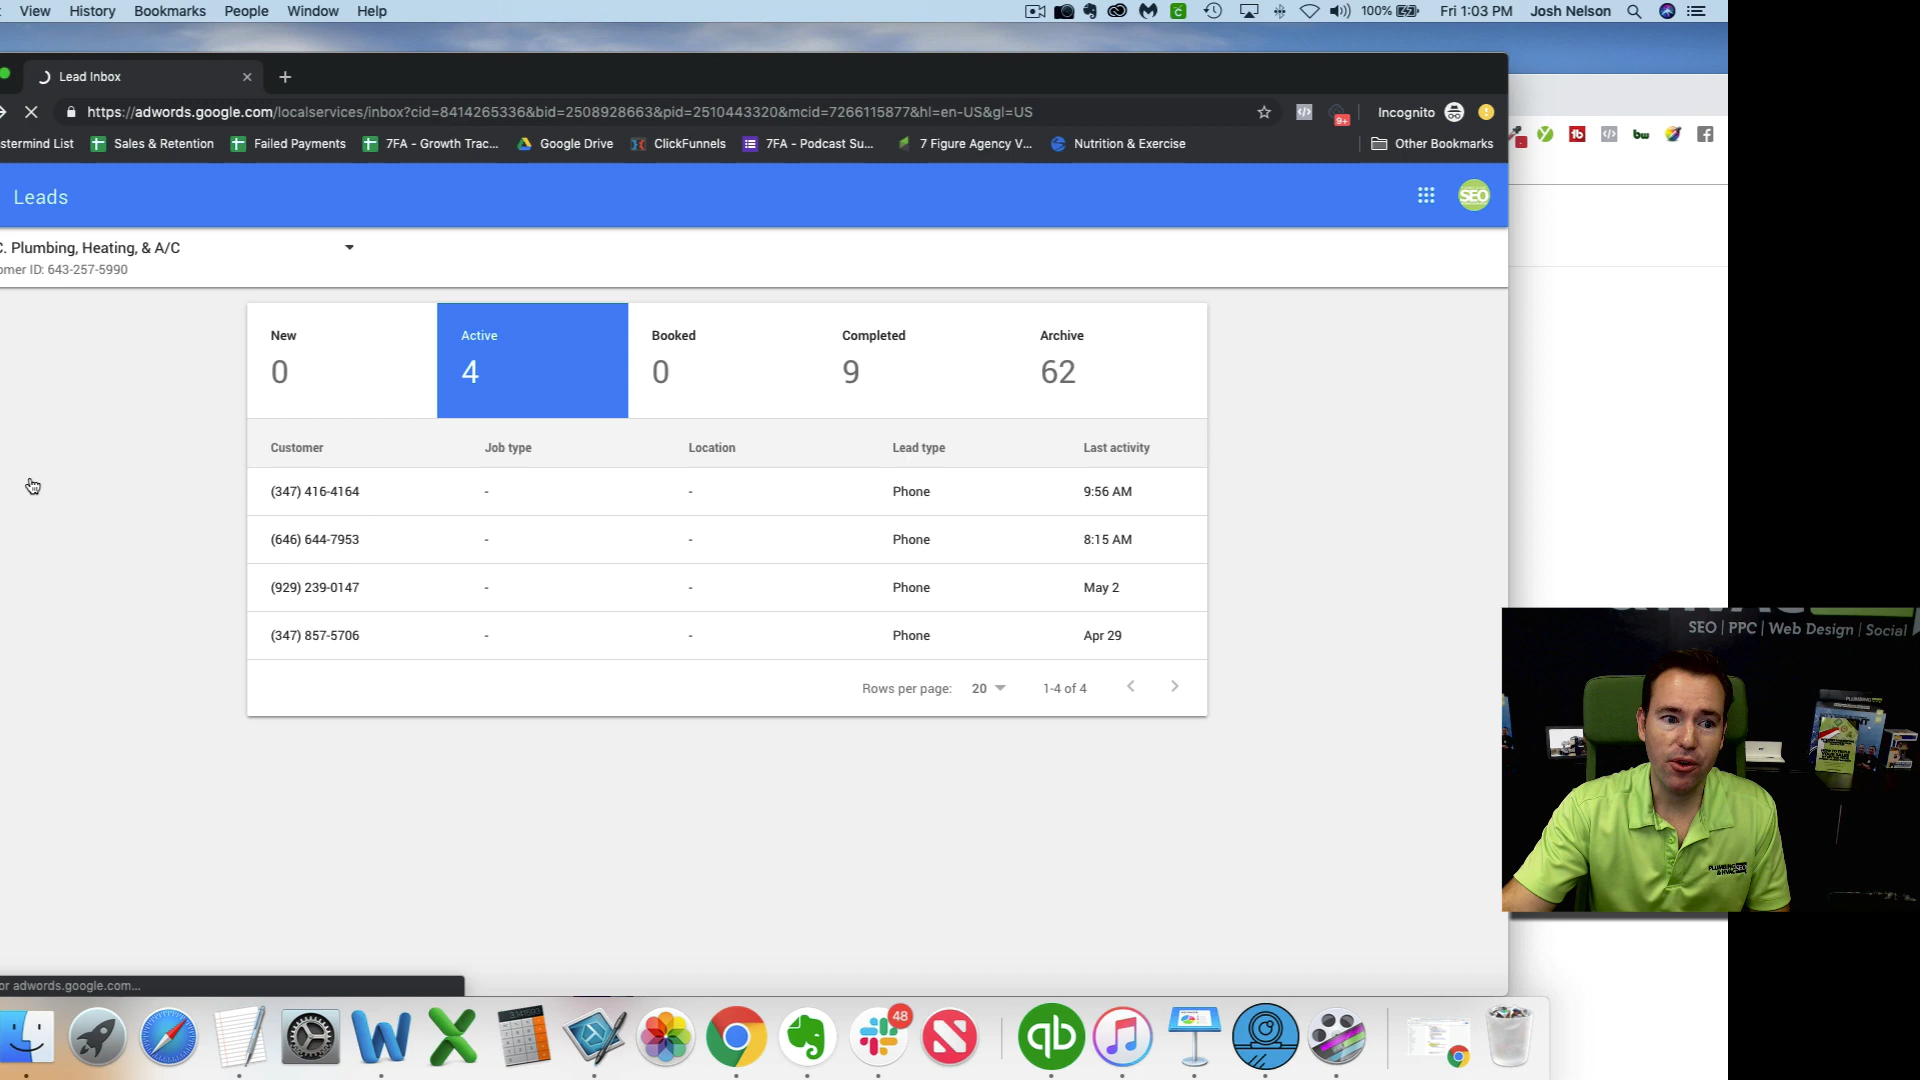 View History Bookmarks People Window Help 100% Fri 1:03 PM Josh Nelson
Lead Inbox
https://adwords.google.com/localservices/inbox?cid=8414265336&bid=2508928663&pid=2510443320&mcid=7266115877&hl=en-US&gl=US 9+ Incognito
stermind List Sales & Retention Failed Payments 7FA - Growth Trac... Google Drive ClickFunnels 7FA - Podcast Su... 7 Figure Agency V... Nutrition & Exercise Other Bookmarks
Leads SEO
C. Plumbing, Heating, & A/C
omer ID: 643-257-5990
New Active Booked Completed Archive
0 4 0 9 62
Customer Job type Location Lead type Last activity
(347) 416-4164 - - Phone 9:56 AM
(646) 644-7953 - - Phone 8:15 AM
(929) 239-0147 - - Phone May 2
(347) 857-5706 - - Phone Apr 29
Rows per page: 20 1-4 of 4
SEO | PPC | Web Design | Social
or adwords.google.com...
48